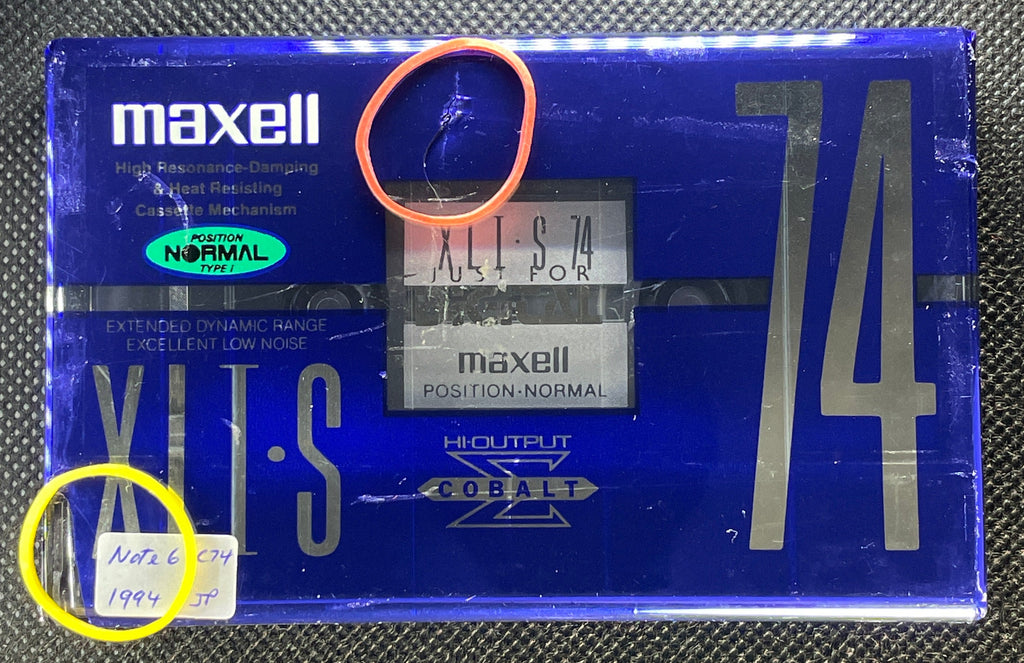 maxell
High Resonance-Damping
& Heat Resisting
Cassette Mechanism
POSITION
NORMAL
TYPE I
EXTENDED DYNAMIC RANGE
EXCELLENT LOW NOISE
XLI·S
Note 6 C74
1994 JP
XLI·S 74
JUST FOR
maxell
POSITION·NORMAL
HI-OUTPUT
COBALT
74